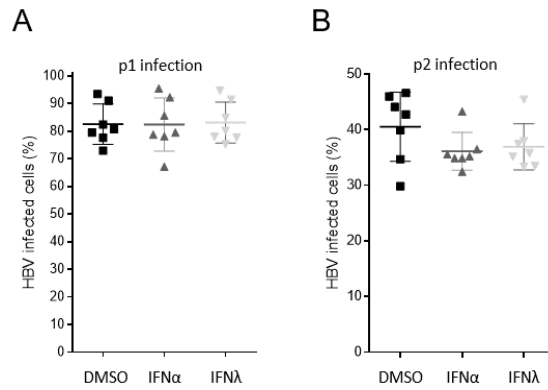 A
p1 infection
HBV infected cells (%)
100
90
80
70
60
50
40
30
20
10
0
DMSO IFNα IFNλ
B
p2 infection
HBV infected cells (%)
50
40
30
20
10
0
DMSO IFNα IFNλ